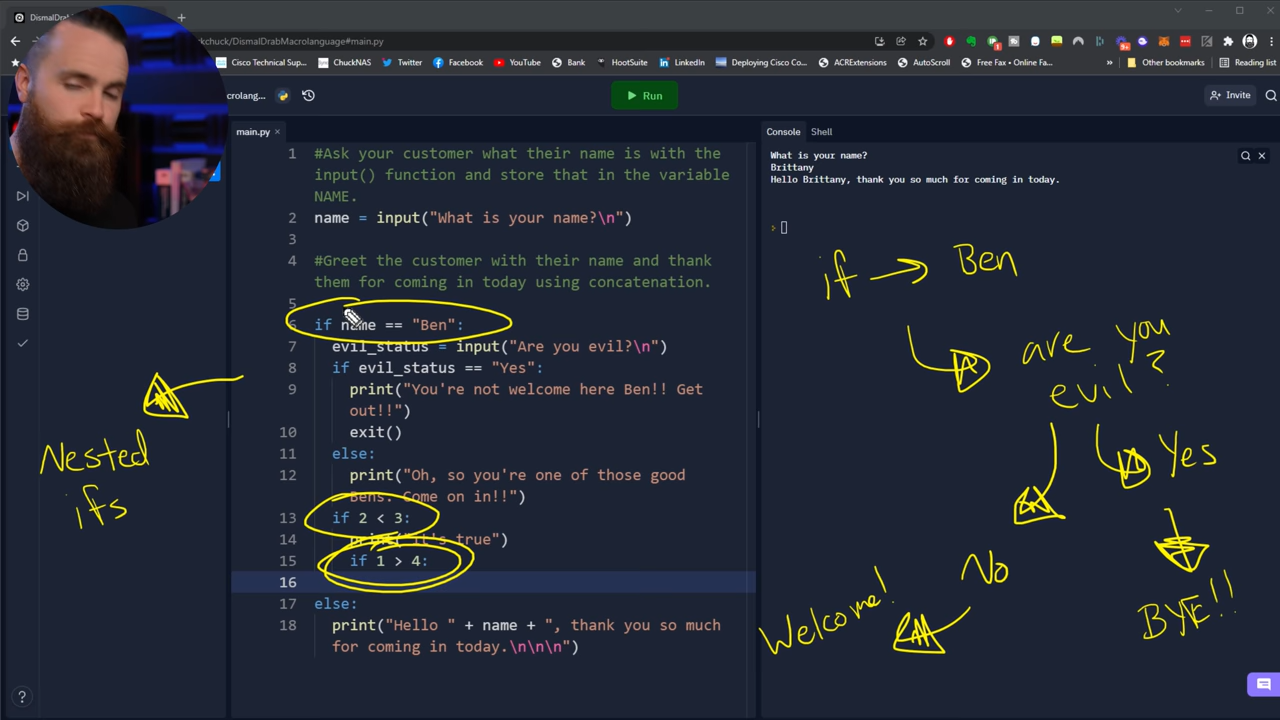 DismalDrab
ckchuck/DismalDrabMacrolanguage#main.py
Cisco Technical Sup... ChuckNAS Twitter Facebook YouTube Bank HootSuite LinkedIn Deploying Cisco Co... ACRExtensions AutoScroll Free Fax • Online Fa... » Other bookmarks Reading list
crolang... Run Invite
main.py × Console Shell
1 #Ask your customer what their name is with the
input() function and store that in the variable
NAME.
2 name = input("What is your name?\n")
3
4 #Greet the customer with their name and thank
them for coming in today using concatenation.
5
6 if name == "Ben":
7 evil_status = input("Are you evil?\n")
8 if evil_status == "Yes":
9 print("You're not welcome here Ben!! Get
out!!")
10 exit()
11 else:
12 print("Oh, so you're one of those good
Bens. Come on in!!")
13 if 2 < 3:
14 print("it's true")
15 if 1 > 4:
16
17 else:
18 print("Hello " + name + ", thank you so much
for coming in today.\n\n\n")
What is your name?
Brittany
Hello Brittany, thank you so much for coming in today.
if → Ben
are you
evil?
Yes
No
BYE!!
Welcome!
Nested
ifs